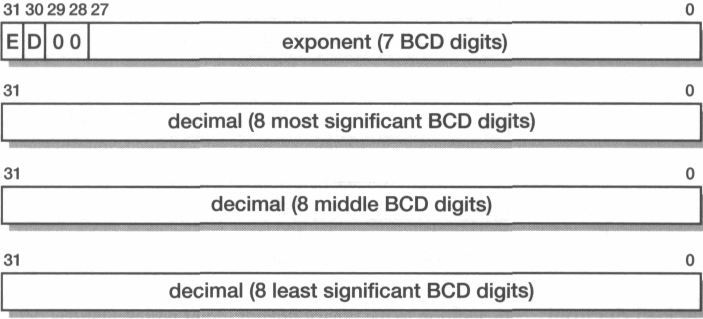 31 30 29 28 27 0
E D 0 0 exponent (7 BCD digits)
31 0
decimal (8 most significant BCD digits)
31 0
decimal (8 middle BCD digits)
31 0
decimal (8 least significant BCD digits)